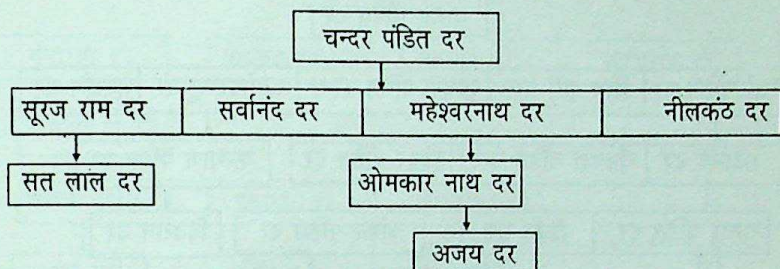 चन्दर पंडित दर
सूरज राम दर सर्वानंद दर महेश्वरनाथ दर नीलकंठ दर
सत लाल दर ओमकार नाथ दर
अजय दर